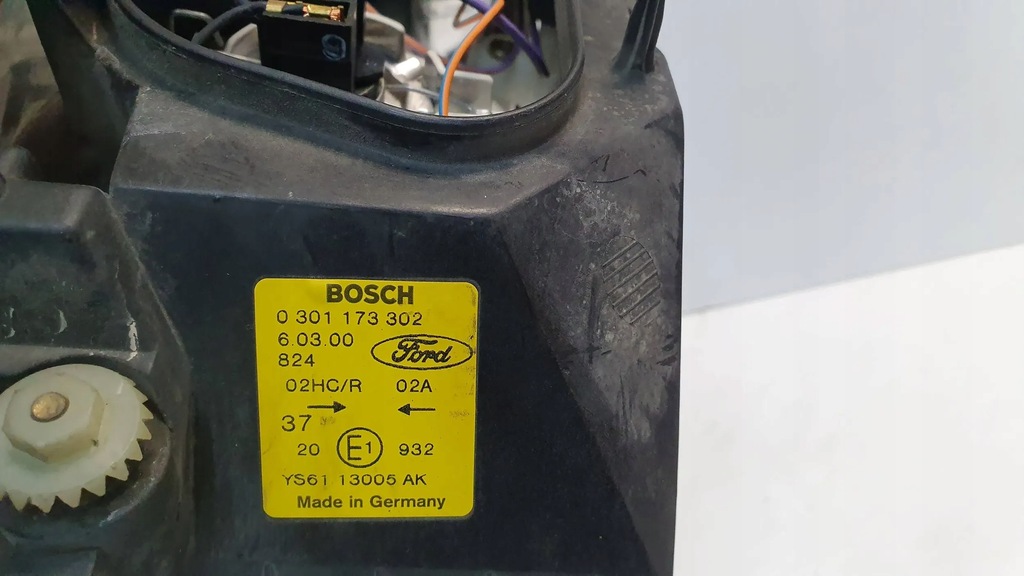 BOSCH
0 301 173 302
6.03.00
824 Ford
02HC/R 02A
→ ←
37
20 E1 932
YS61 13005 AK
Made in Germany